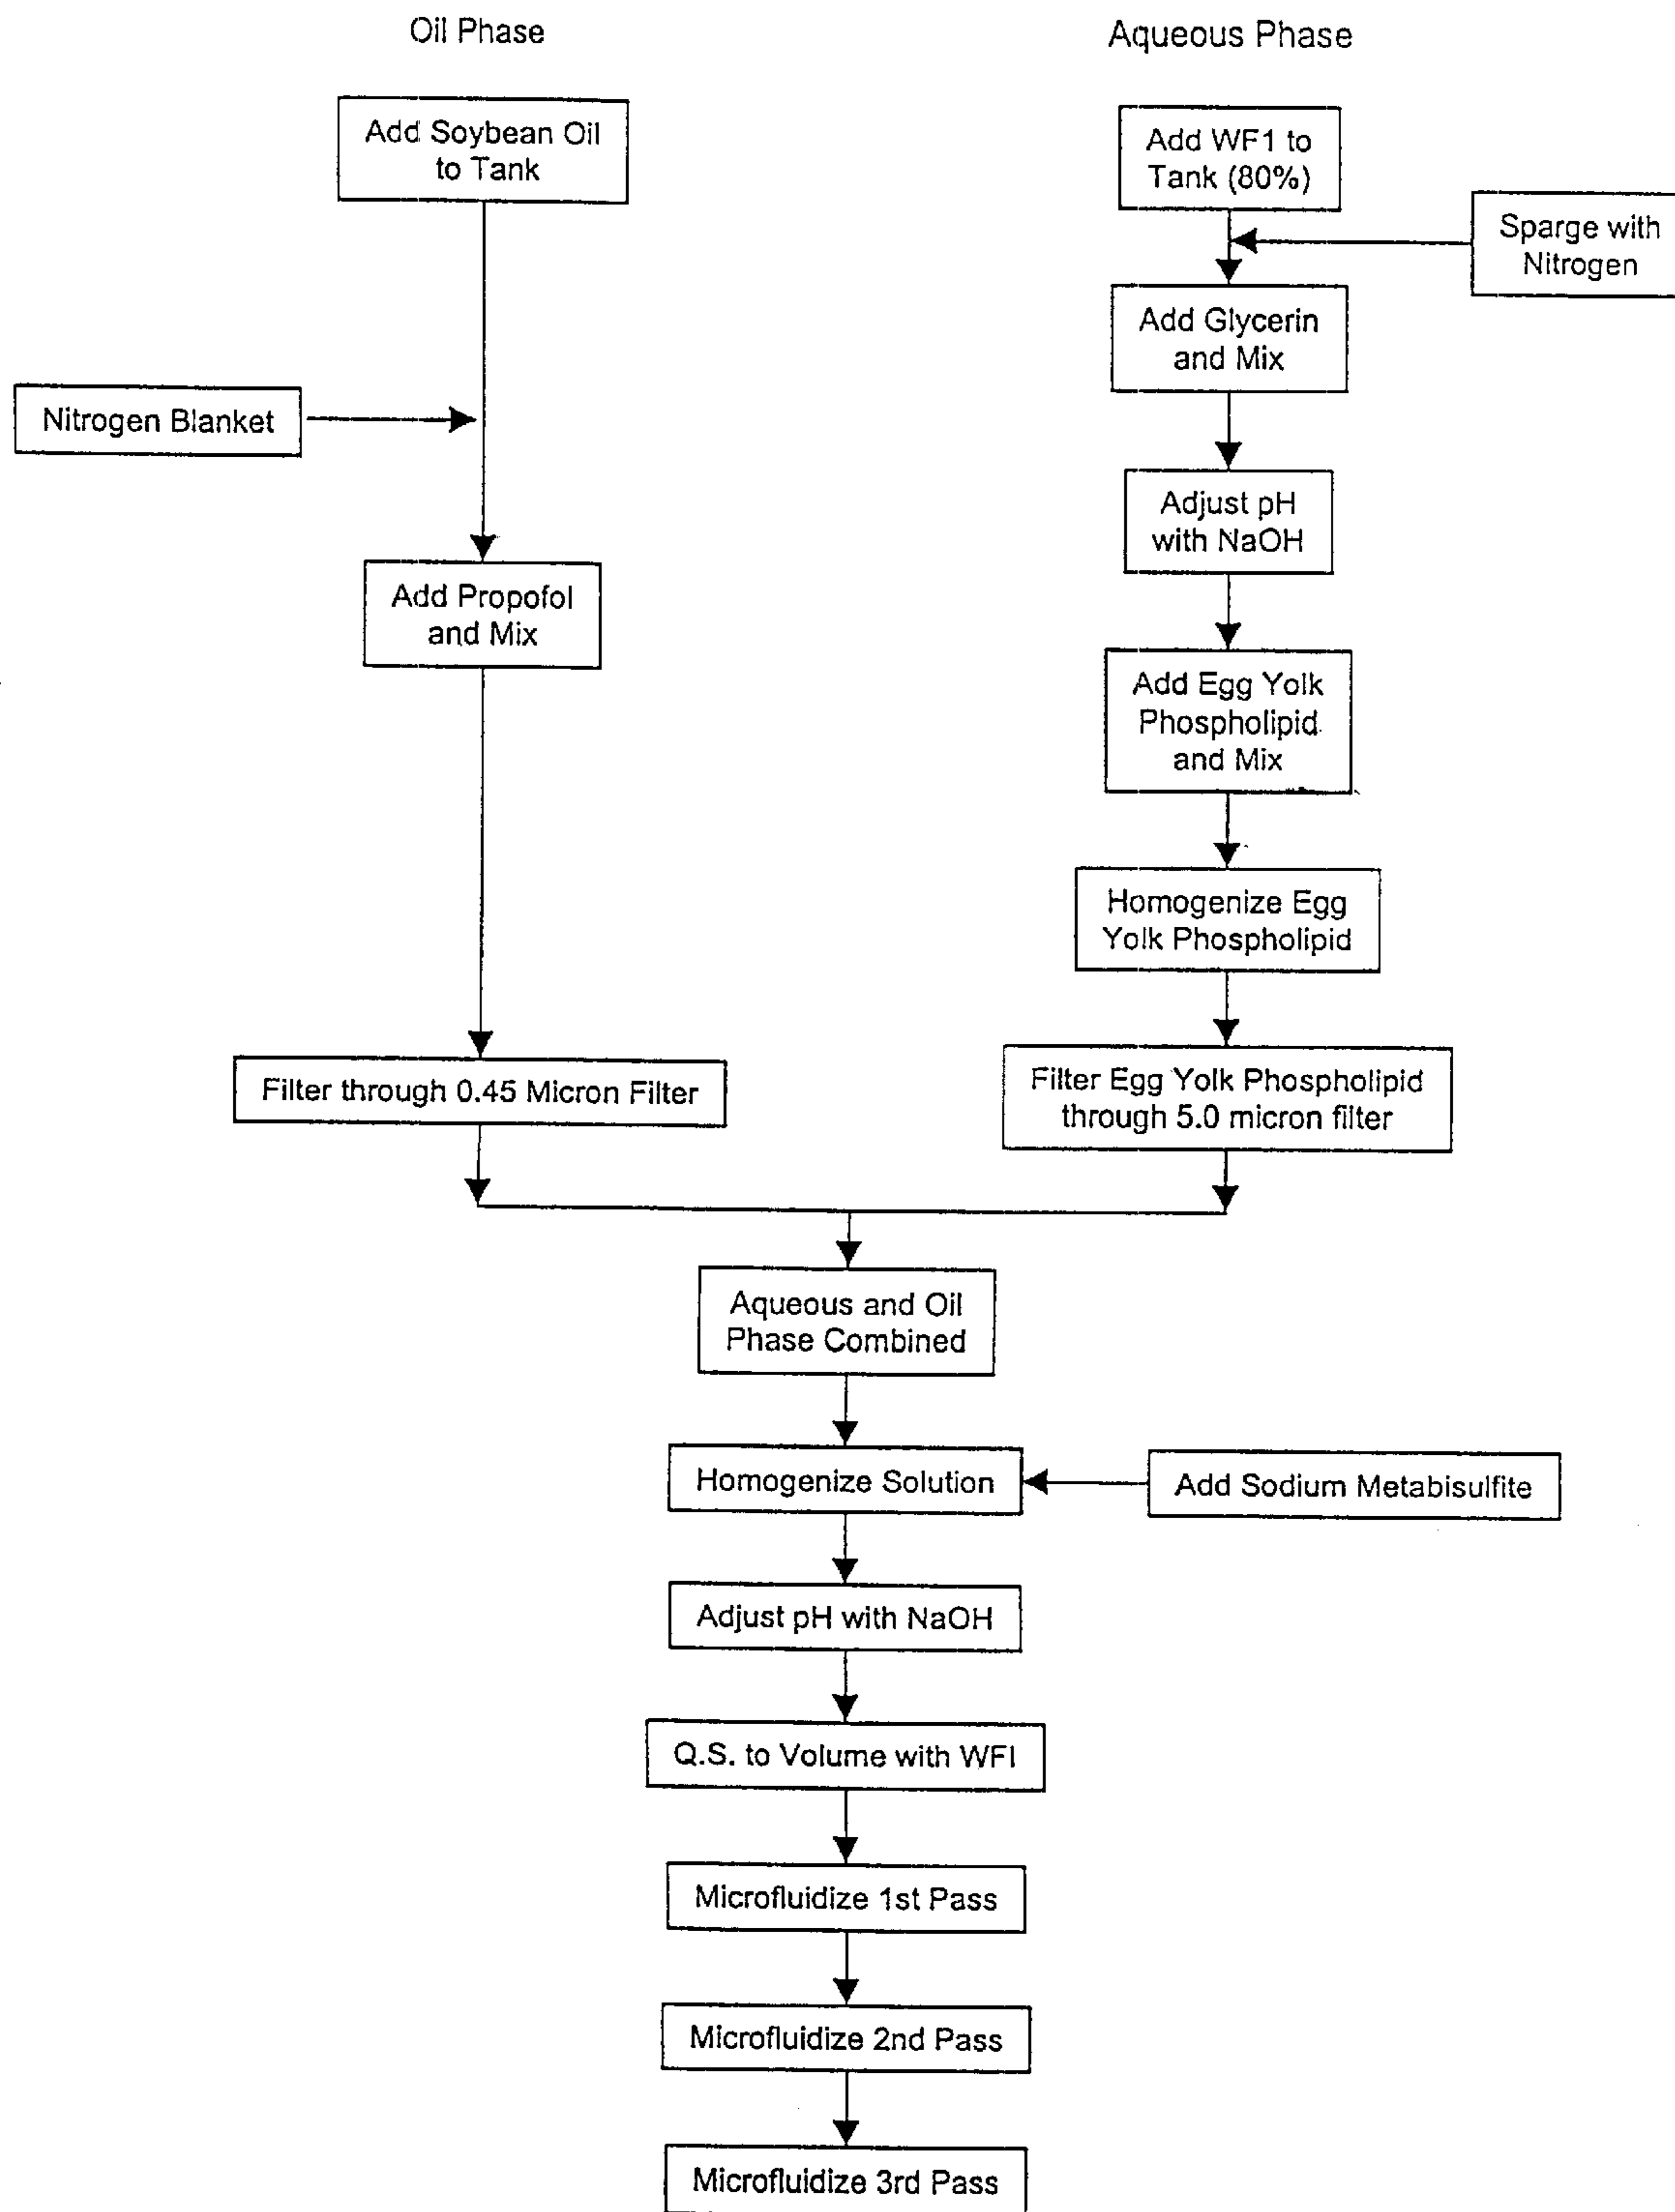 Oil Phase
Aqueous Phase
Add Soybean Oil
to Tank
Add WF1 to
Tank (80%)
Sparge with
Nitrogen
Add Glycerin
and Mix
Nitrogen Blanket
Adjust pH
with NaOH
Add Propofol
and Mix
Add Egg Yolk
Phospholipid
and Mix
Homogenize Egg
Yolk Phospholipid
Filter through 0.45 Micron Filter
Filter Egg Yolk Phospholipid
through 5.0 micron filter
Aqueous and Oil
Phase Combined
Homogenize Solution
Add Sodium Metabisulfite
Adjust pH with NaOH
Q.S. to Volume with WFI
Microfluidize 1st Pass
Microfluidize 2nd Pass
Microfluidize 3rd Pass